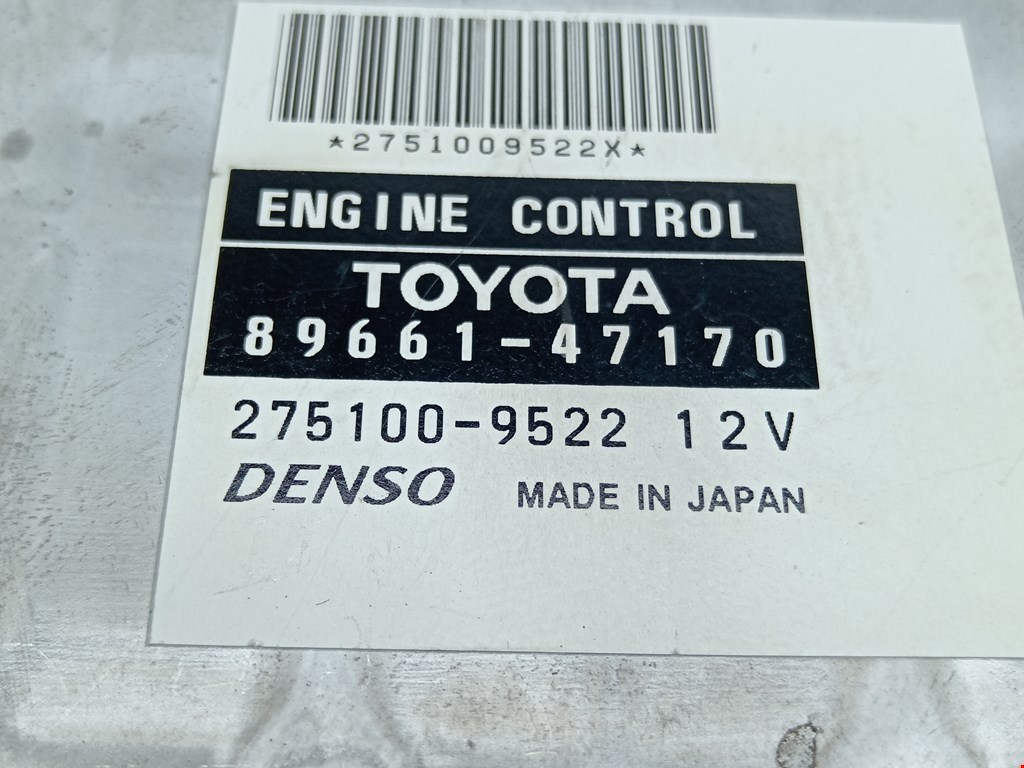 *2751009522X*
ENGINE CONTROL
TOYOTA
89661-47170
275100-9522 12V
DENSO MADE IN JAPAN